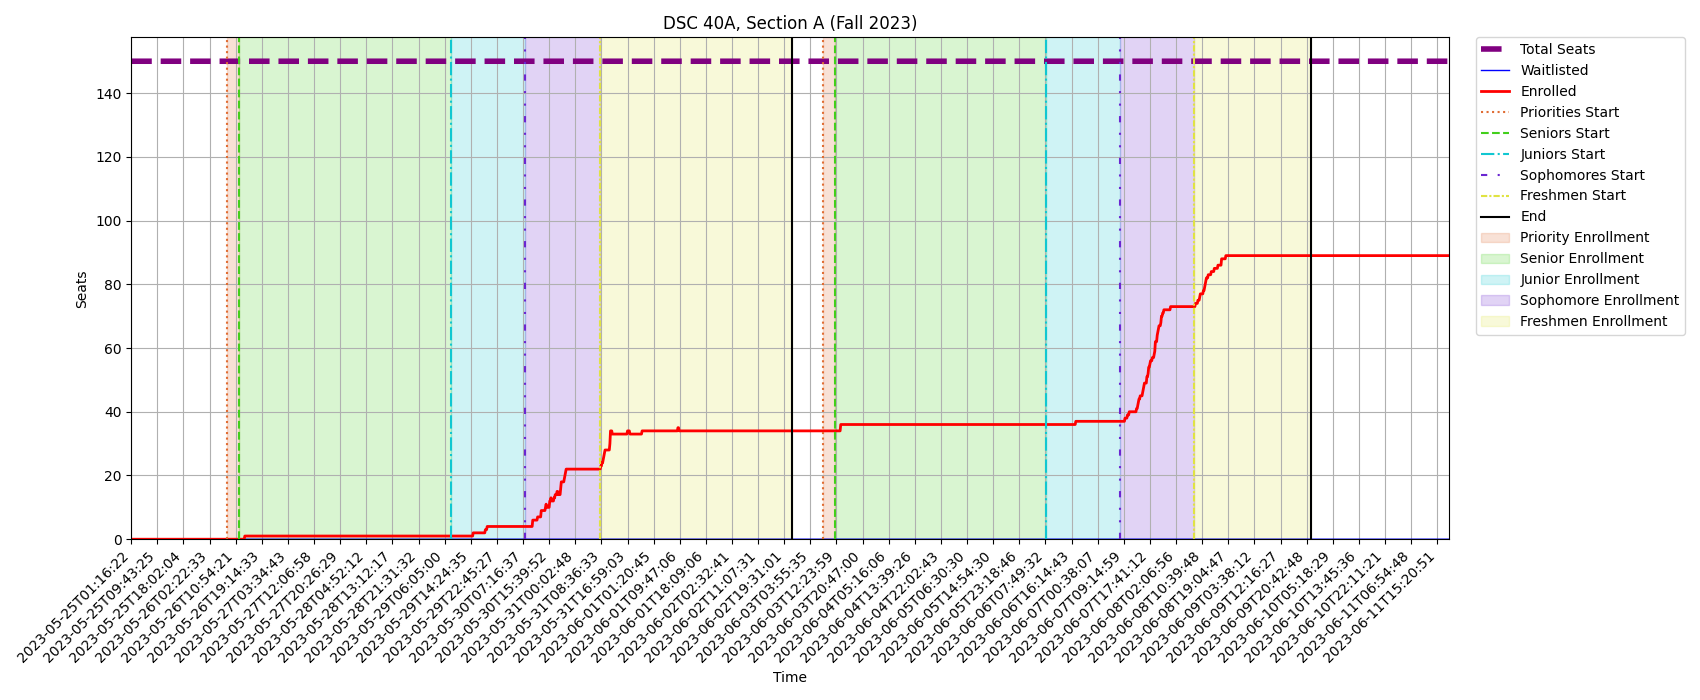 DSC 40A, Section A (Fall 2023)
Seats
140
120
100
80
60
40
20
0
2023-05-25T01:16:22
2023-05-25T09:43:25
2023-05-25T18:02:04
2023-05-26T02:22:33
2023-05-26T10:54:21
2023-05-26T19:14:33
2023-05-27T03:34:43
2023-05-27T12:06:58
2023-05-27T20:26:29
2023-05-28T04:52:12
2023-05-28T13:12:17
2023-05-28T21:31:32
2023-05-29T06:05:00
2023-05-29T14:24:35
2023-05-29T22:45:27
2023-05-30T07:16:37
2023-05-30T15:39:52
2023-05-31T00:02:48
2023-05-31T08:36:33
2023-05-31T16:59:03
2023-06-01T01:20:45
2023-06-01T09:47:06
2023-06-01T18:09:06
2023-06-02T02:32:41
2023-06-02T11:07:31
2023-06-02T19:31:01
2023-06-03T03:55:35
2023-06-03T12:23:59
2023-06-03T20:47:00
2023-06-04T05:16:06
2023-06-04T13:39:26
2023-06-04T22:02:43
2023-06-05T06:30:30
2023-06-05T14:54:30
2023-06-05T23:18:46
2023-06-06T07:49:32
2023-06-06T16:14:43
2023-06-07T00:38:07
2023-06-07T09:14:59
2023-06-07T17:41:12
2023-06-08T02:06:56
2023-06-08T10:39:48
2023-06-08T19:04:47
2023-06-09T03:38:12
2023-06-09T12:16:27
2023-06-09T20:42:48
2023-06-10T05:18:29
2023-06-10T13:45:36
2023-06-10T22:11:21
2023-06-11T06:54:48
2023-06-11T15:20:51
Time
Total Seats
Waitlisted
Enrolled
Priorities Start
Seniors Start
Juniors Start
Sophomores Start
Freshmen Start
End
Priority Enrollment
Senior Enrollment
Junior Enrollment
Sophomore Enrollment
Freshmen Enrollment